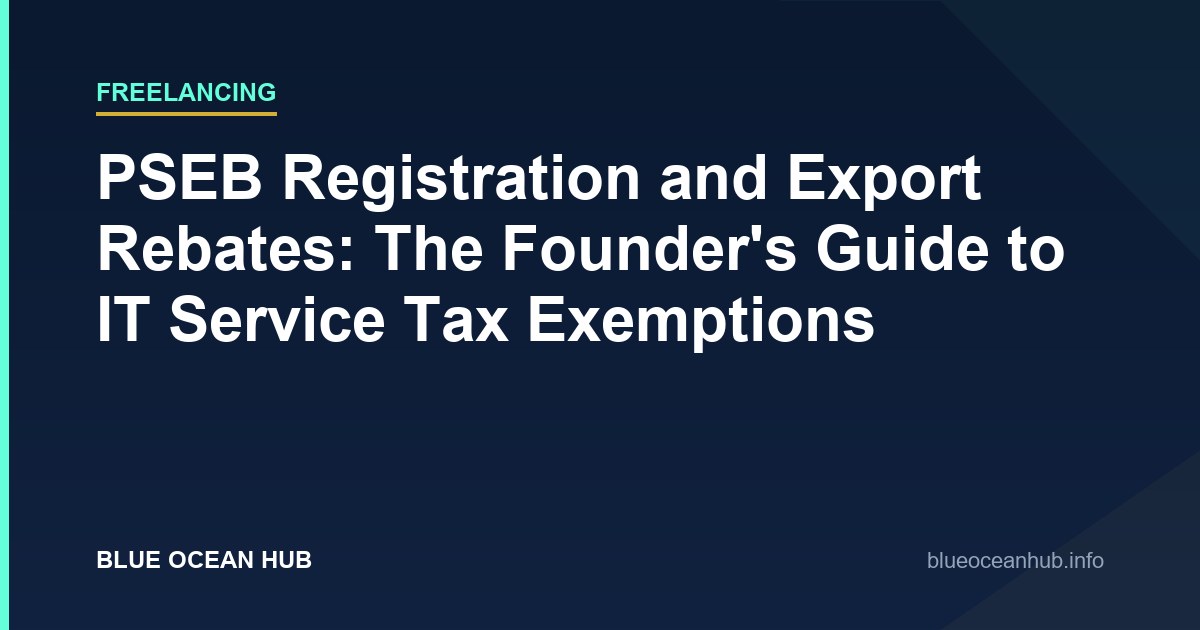 FREELANCING
PSEB Registration and Export
Rebates: The Founder's Guide to
IT Service Tax Exemptions
BLUE OCEAN HUB
blueoceanhub.info